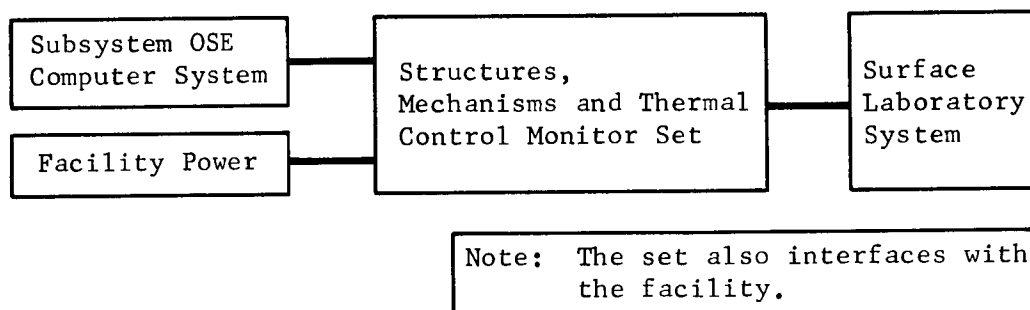 Subsystem OSE
Computer System
Facility Power
Structures,
Mechanisms and Thermal
Control Monitor Set
Surface
Laboratory
System
Note: The set also interfaces with
the facility.